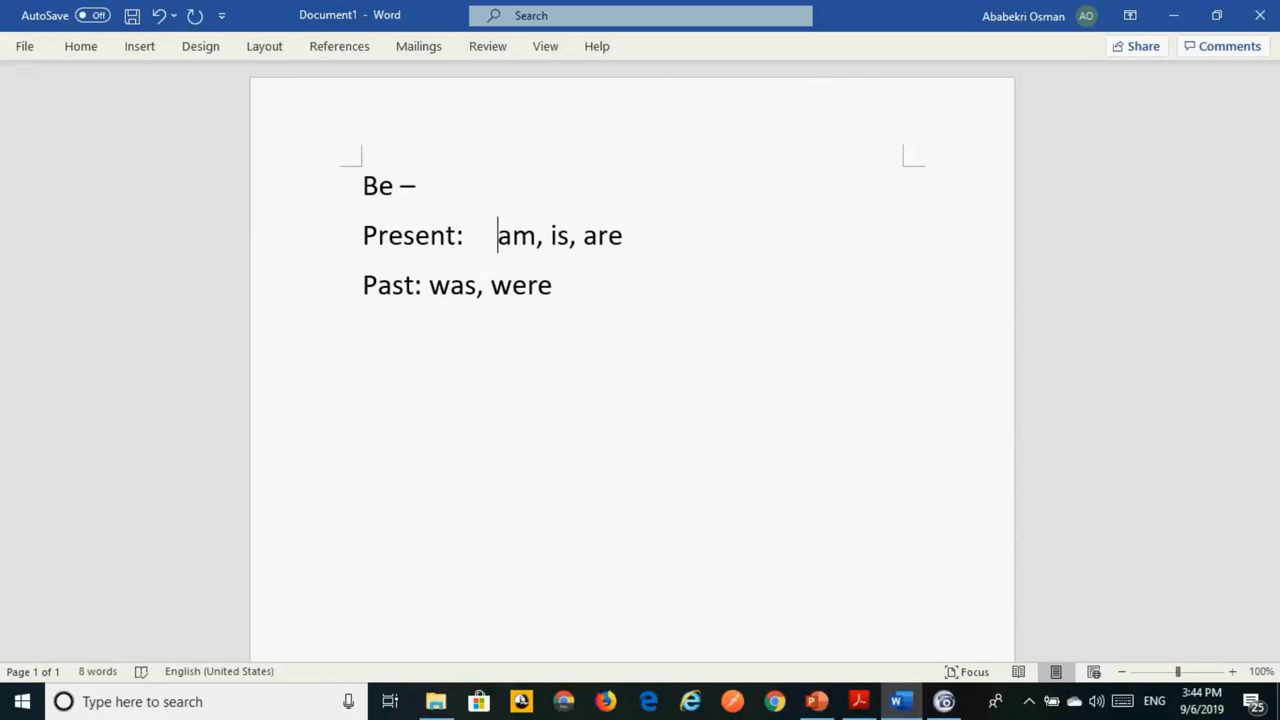 AutoSave Off Document1 - Word Search Ababekri Osman AO
File Home Insert Design Layout References Mailings Review View Help Share Comments
Be –
Present: am, is, are
Past: was, were
Page 1 of 1 8 words English (United States) Focus 100%
Type here to search ENG 3:44 PM
9/6/2019 25